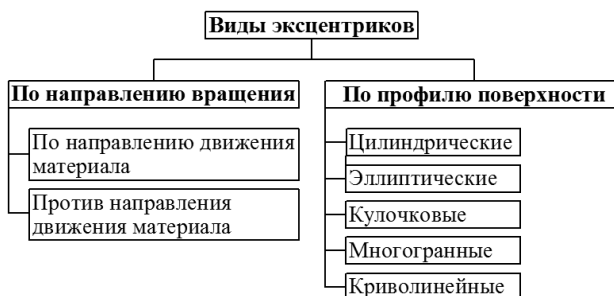 Виды эксцентриков
По направлению вращения
По направлению движения
материала
Против направления
движения материала
По профилю поверхности
Цилиндрические
Эллиптические
Кулочковые
Многогранные
Криволинейные